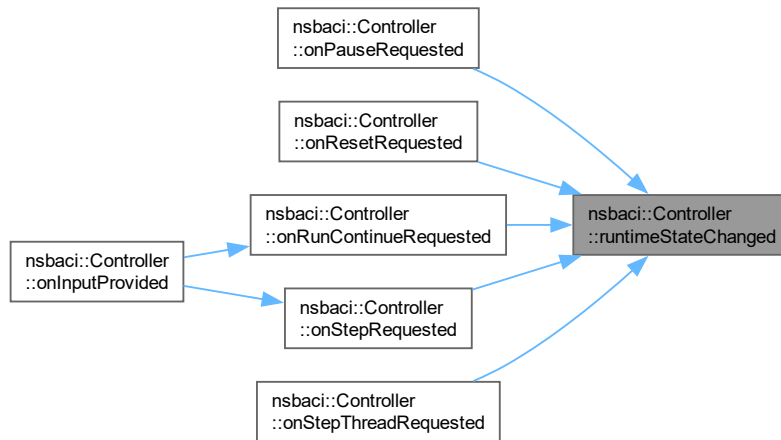 nsbaci::Controller
::onPauseRequested
nsbaci::Controller
::onResetRequested
nsbaci::Controller
::runtimeStateChanged
nsbaci::Controller
::onRunContinueRequested
nsbaci::Controller
::onInputProvided
nsbaci::Controller
::onStepRequested
nsbaci::Controller
::onStepThreadRequested